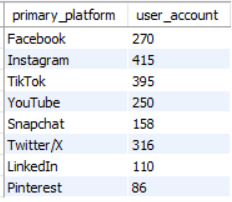 primary_platform user_account
Facebook 270
Instagram 415
TikTok 395
YouTube 250
Snapchat 158
Twitter/X 316
LinkedIn 110
Pinterest 86